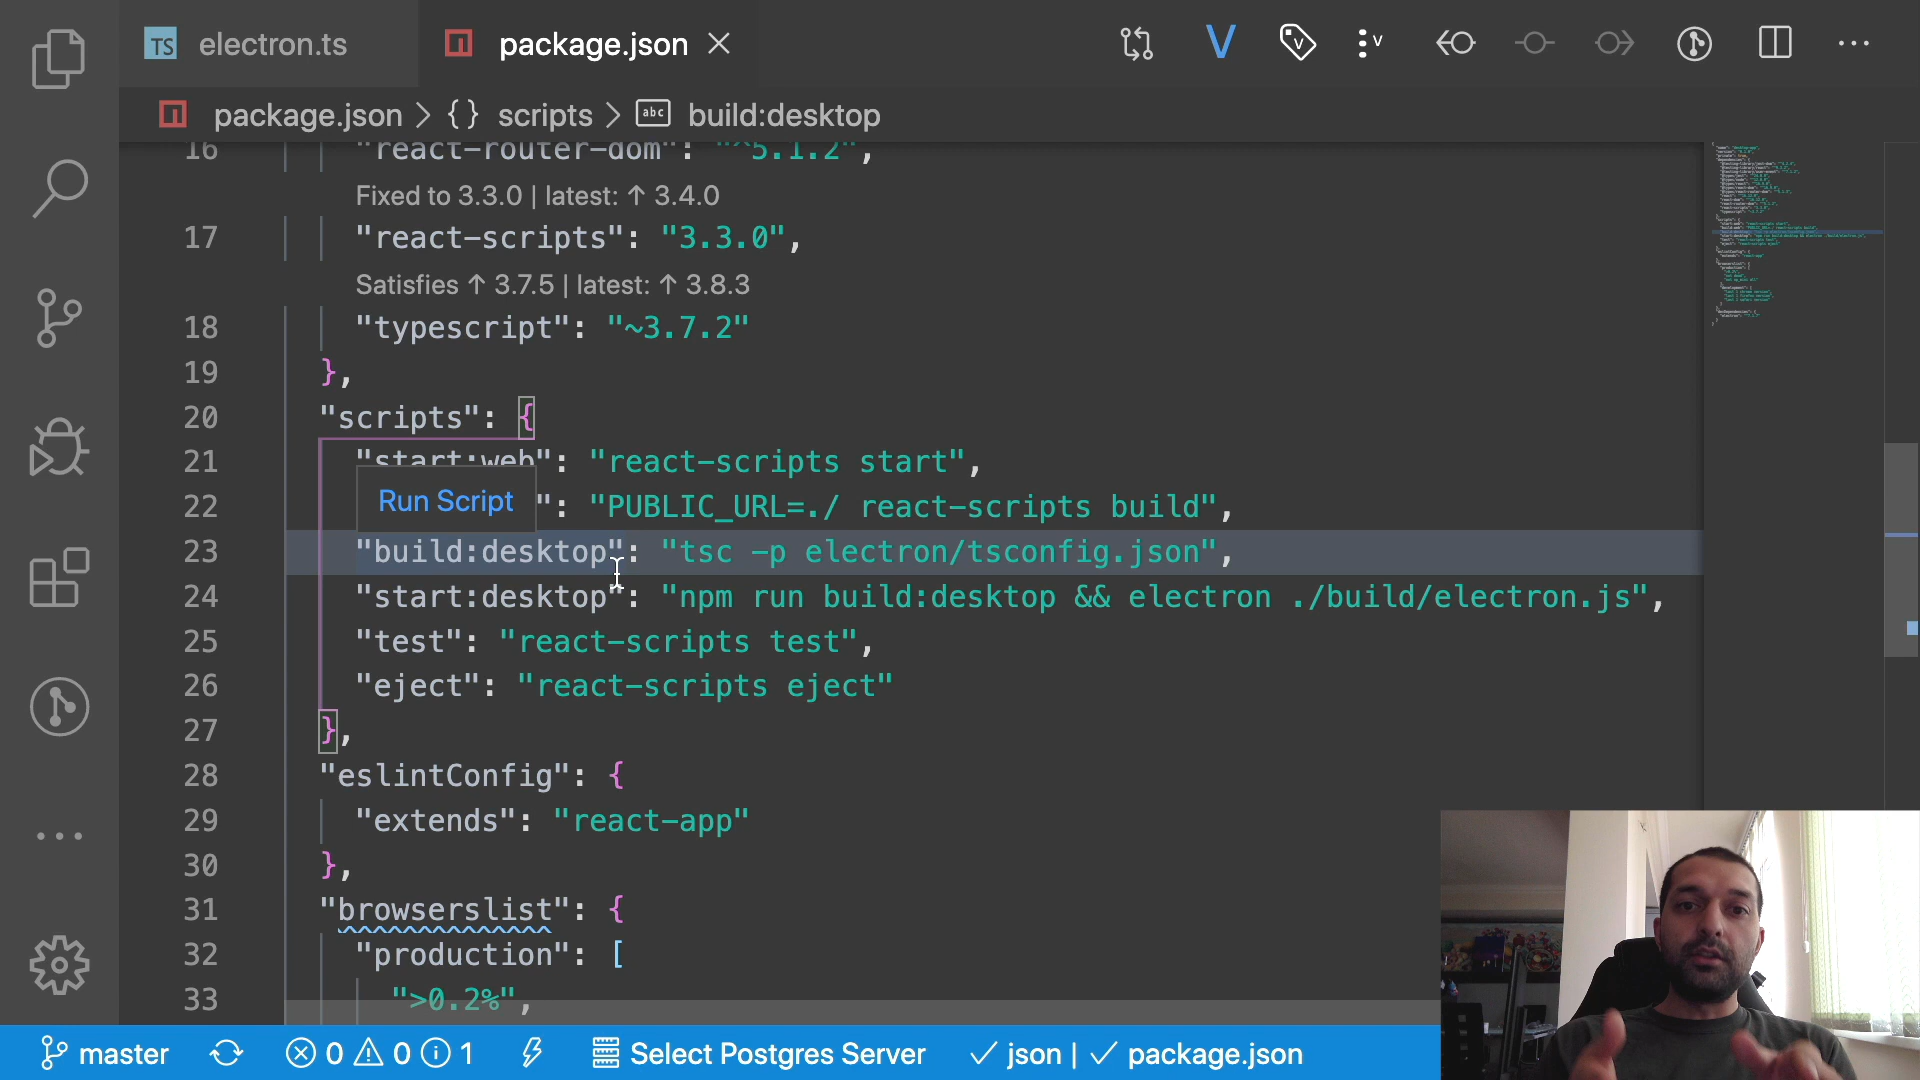 TS electron.ts
package.json
package.json > {} scripts > abc build:desktop
16 "react-router-dom": "^5.1.2",
Fixed to 3.3.0 | latest: ↑ 3.4.0
17 "react-scripts": "3.3.0",
Satisfies ↑ 3.7.5 | latest: ↑ 3.8.3
18 "typescript": "~3.7.2"
19 },
20 "scripts": {
21 "start:web": "react-scripts start",
Run Script
22 ": "PUBLIC_URL=./ react-scripts build",
23 "build:desktop": "tsc -p electron/tsconfig.json",
24 "start:desktop": "npm run build:desktop && electron ./build/electron.js",
25 "test": "react-scripts test",
26 "eject": "react-scripts eject"
27 },
28 "eslintConfig": {
29 "extends": "react-app"
30 },
31 "browserslist": {
32 "production": [
33 ">0.2%",
master 0 0 1 Select Postgres Server ✓ json | ✓ package.json